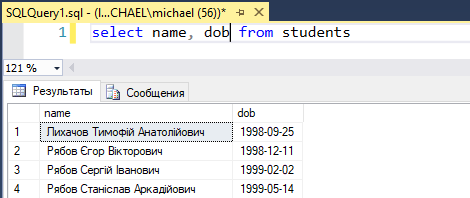 SQLQuery1.sql - (l...CHAEL\michael (56))*
1 select name, dob from students
121 %
Результаты Сообщения
name dob
1 Лихачов Тимофій Анатолійович 1998-09-25
2 Рябов Єгор Вікторович 1998-12-11
3 Рябов Сергій Іванович 1999-02-02
4 Рябов Станіслав Аркадійович 1999-05-14